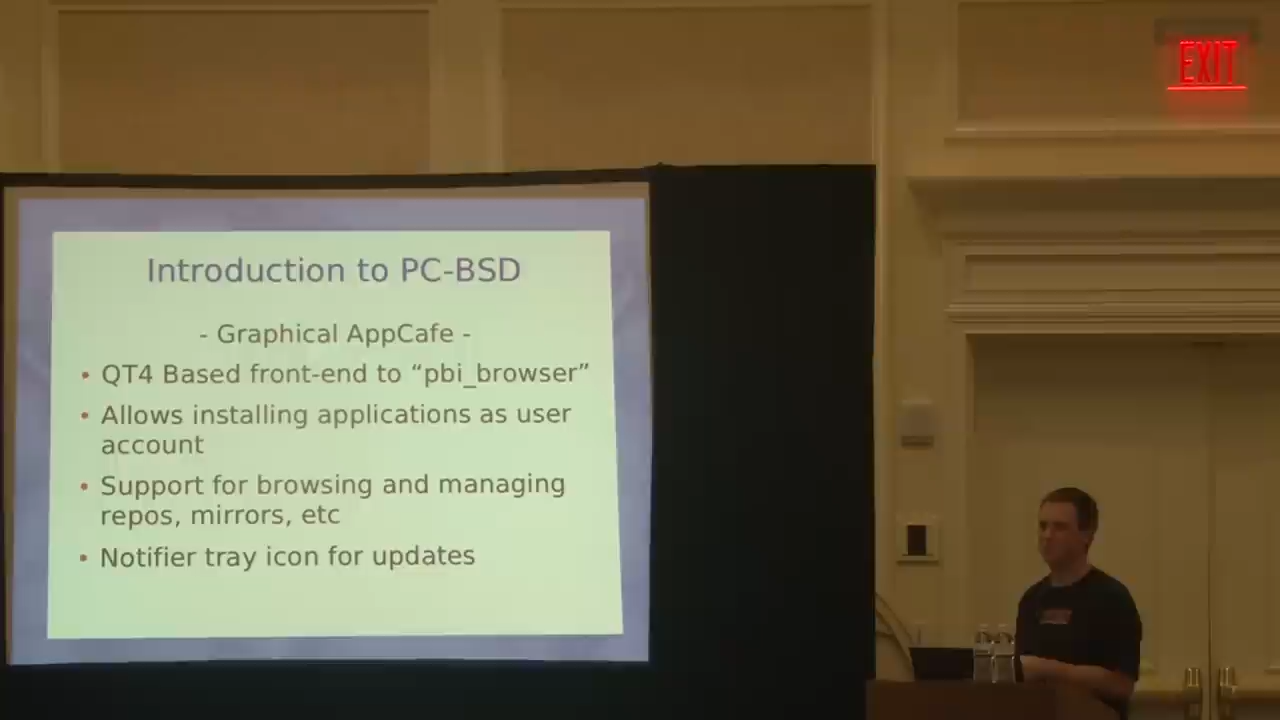 EXIT
Introduction to PC-BSD
- Graphical AppCafe -
• QT4 Based front-end to “pbi_browser”
• Allows installing applications as user
account
• Support for browsing and managing
repos, mirrors, etc
• Notifier tray icon for updates